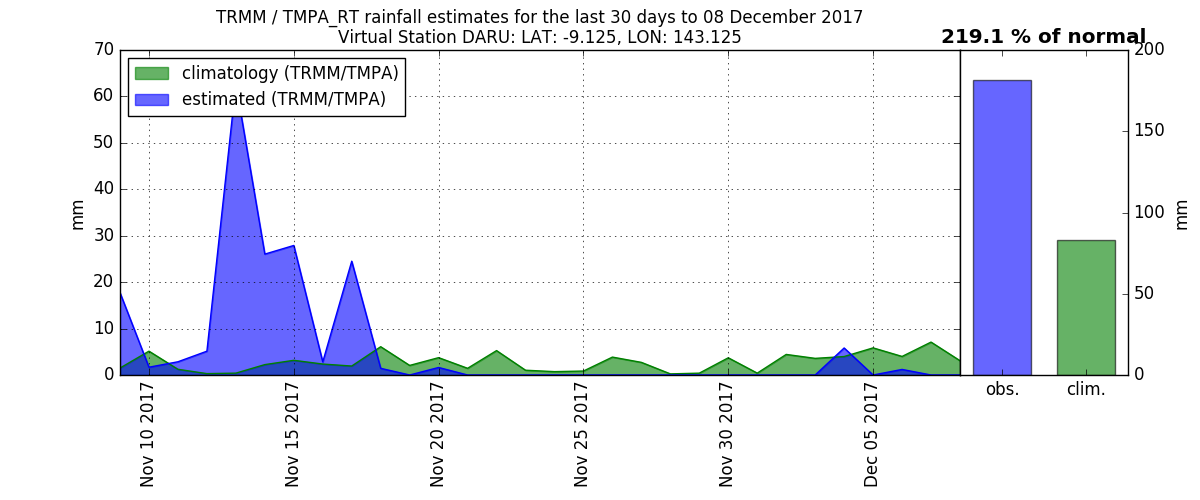 TRMM / TMPA_RT rainfall estimates for the last 30 days to 08 December 2017
Virtual Station DARU: LAT: -9.125, LON: 143.125
219.1 % of normal
climatology (TRMM/TMPA)
estimated (TRMM/TMPA)
mm
70
60
50
40
30
20
10
0
Nov 10 2017
Nov 15 2017
Nov 20 2017
Nov 25 2017
Nov 30 2017
Dec 05 2017
200
150
100
50
0
mm
obs.
clim.